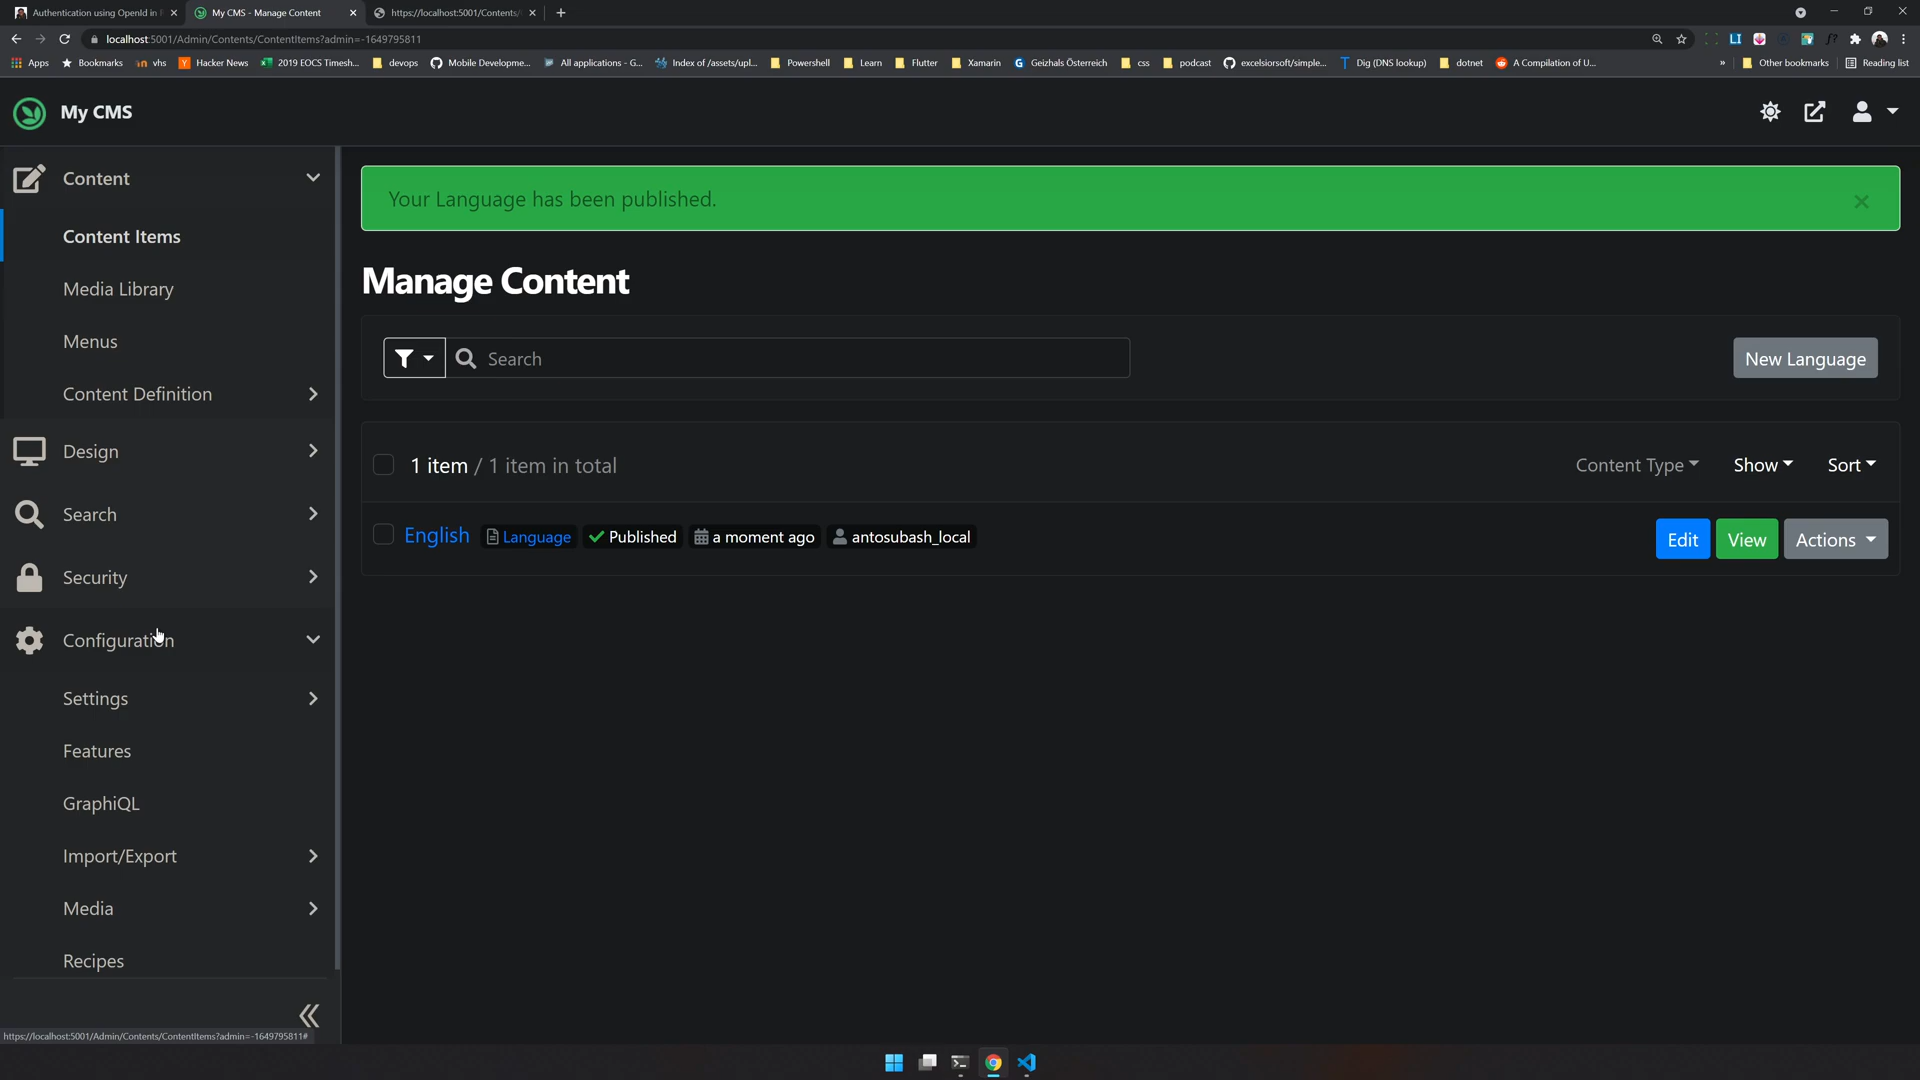 Authentication using OpenId in
My CMS - Manage Content
https://localhost:5001/Contents/
localhost:5001/Admin/Contents/ContentItems?admin=-1649795811
Apps
Bookmarks
vhs
Hacker News
2019 EOCS Timesh...
devops
Mobile Developme...
All applications - G...
Index of /assets/upl...
Powershell
Learn
Flutter
Xamarin
Geizhals Österreich
css
podcast
excelsiorsoft/simple...
Dig (DNS lookup)
dotnet
A Compilation of U...
»
Other bookmarks
Reading list
My CMS
Content
Content Items
Media Library
Menus
Content Definition
Design
Search
Security
Configuration
Settings
Features
GraphiQL
Import/Export
Media
Recipes
Your Language has been published.
Manage Content
Search
New Language
1 item / 1 item in total
Content Type
Show
Sort
English
Language
Published
a moment ago
antosubash_local
Edit
View
Actions
https://localhost:5001/Admin/Contents/ContentItems?admin=-1649795811#